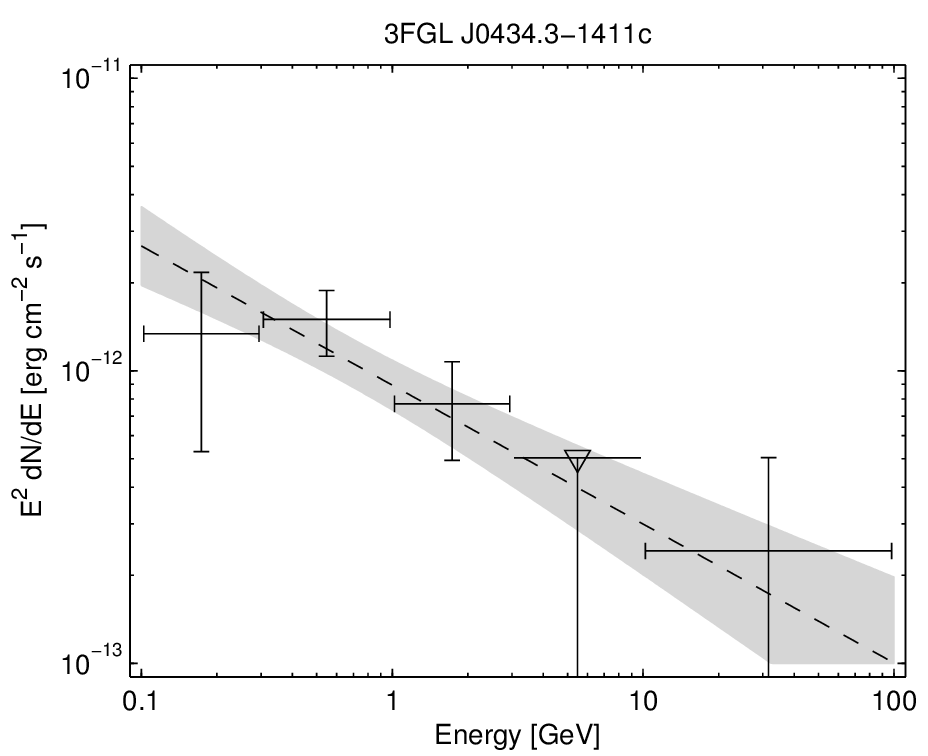 3FGL J0434.3−1411c
10⁻¹¹
10⁻¹²
10⁻¹³
E² dN/dE [erg cm⁻² s⁻¹]
0.1 1 10 100
Energy [GeV]